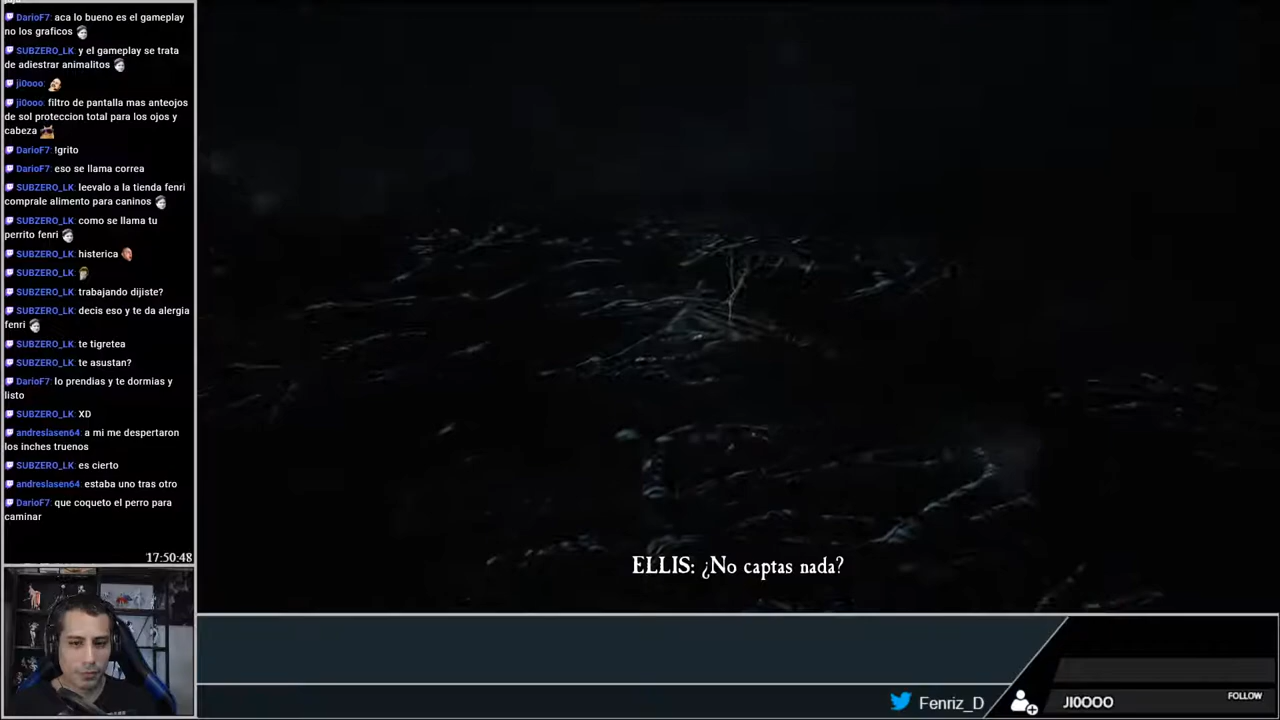 DarioF7: aca lo bueno es el gameplay
no los graficos
SUBZERO_LK: y el gameplay se trata
de adiestrar animalitos
ji0ooo:
ji0ooo: filtro de pantalla mas anteojos
de sol proteccion total para los ojos y
cabeza
DarioF7: !grito
DarioF7: eso se llama correa
SUBZERO_LK: leevalo a la tienda fenri
comprale alimento para caninos
SUBZERO_LK: como se llama tu
perrito fenri
SUBZERO_LK: histerica
SUBZERO_LK:
SUBZERO_LK: trabajando dijiste?
SUBZERO_LK: decis eso y te da alergia
fenri
SUBZERO_LK: te tigretea
SUBZERO_LK: te asustan?
DarioF7: lo prendias y te dormias y
listo
SUBZERO_LK: XD
andreslasen64: a mi me despertaron
los inches truenos
SUBZERO_LK: es cierto
andreslasen64: estaba uno tras otro
DarioF7: que coqueto el perro para
caminar
17:50:48
ELLIS: ¿No captas nada?
Fenriz_D
JI0OOO
FOLLOW